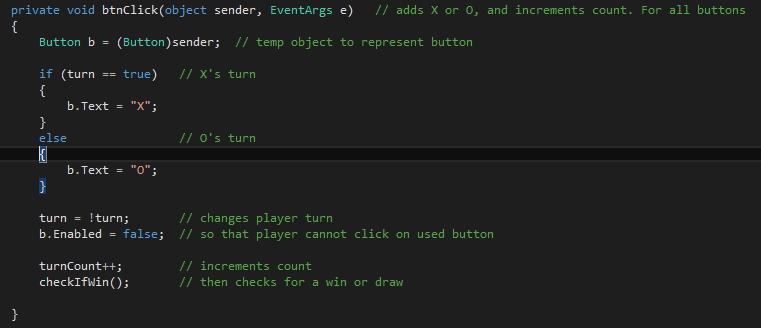 private void btnClick(object sender, EventArgs e)   // adds X or O, and increments count. For all buttons
{
    Button b = (Button)sender;  // temp object to represent button
    if (turn == true)   // X's turn
    {
        b.Text = "X";
    }
    else                // O's turn
    {
        b.Text = "O";
    }
    turn = !turn;       // changes player turn
    b.Enabled = false;  // so that player cannot click on used button
    turnCount++;        // increments count
    checkIfWin();       // then checks for a win or draw
}